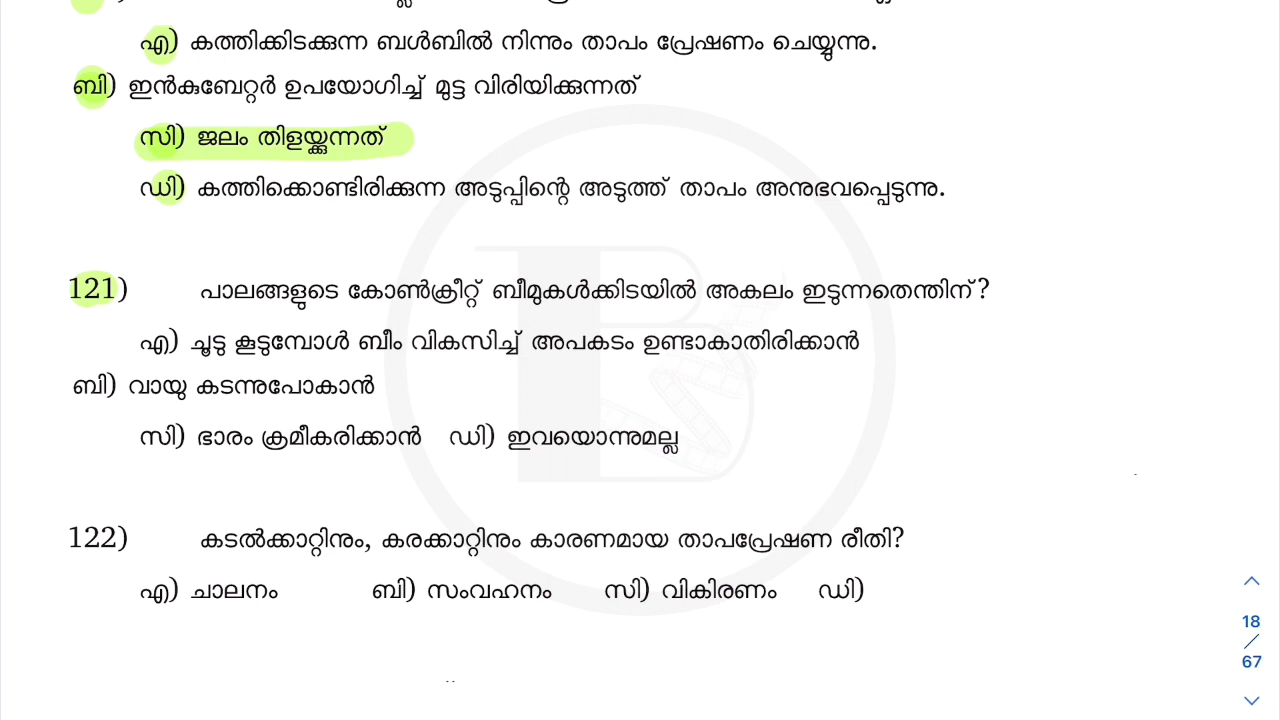 എ) കത്തിക്കിടക്കുന്ന ബൾബിൽ നിന്നും താപം പ്രേഷണം ചെയ്യുന്നു.
ബി) ഇൻകുബേറ്റർ ഉപയോഗിച്ച് മുട്ട വിരിയിക്കുന്നത്
സി) ജലം തിളയ്ക്കുന്നത്
ഡി) കത്തിക്കൊണ്ടിരിക്കുന്ന അടുപ്പിന്റെ അടുത്ത് താപം അനുഭവപ്പെടുന്നു.
121) പാലങ്ങളുടെ കോൺക്രീറ്റ് ബീമുകൾക്കിടയിൽ അകലം ഇടുന്നതെന്തിന്?
എ) ചൂടു കൂടുമ്പോൾ ബീം വികസിച്ച് അപകടം ഉണ്ടാകാതിരിക്കാൻ
ബി) വായു കടന്നുപോകാൻ
സി) ഭാരം ക്രമീകരിക്കാൻ ഡി) ഇവയൊന്നുമല്ല
122) കടൽക്കാറ്റിനും, കരക്കാറ്റിനും കാരണമായ താപപ്രേഷണ രീതി?
എ) ചാലനം ബി) സംവഹനം സി) വികിരണം ഡി)
18
/
67